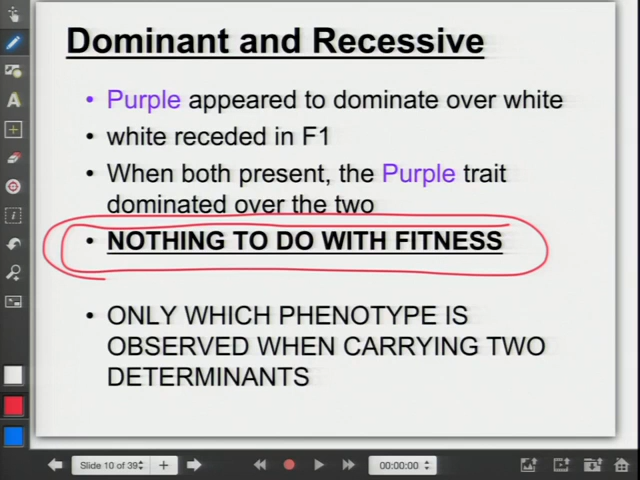 Dominant and Recessive
• Purple appeared to dominate over white
• white receded in F1
• When both present, the Purple trait
dominated over the two
• NOTHING TO DO WITH FITNESS
• ONLY WHICH PHENOTYPE IS
OBSERVED WHEN CARRYING TWO
DETERMINANTS
Slide 10 of 39
00:00:00